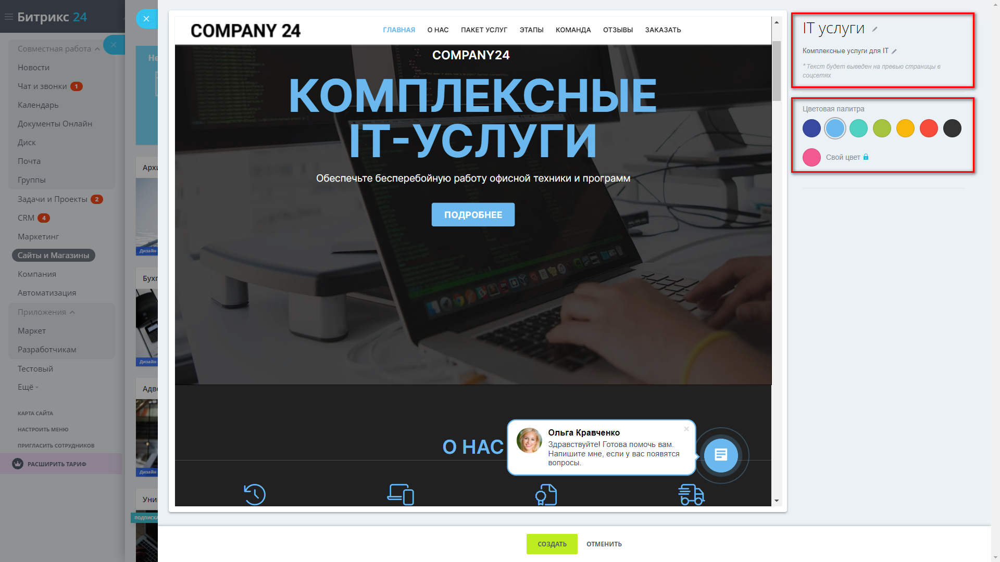 Битрикс 24
Совместная работа
Новости
Чат и звонки 1
Календарь
Документы Онлайн
Диск
Почта
Группы
Задачи и Проекты 2
CRM 4
Маркетинг
Сайты и Магазины
Компания
Автоматизация
Приложения
Маркет
Разработчикам
Тестовый
Ещё
КАРТА САЙТА
НАСТРОИТЬ МЕНЮ
ПРИГЛАСИТЬ СОТРУДНИКОВ
РАСШИРИТЬ ТАРИФ
Не
Архи
Дизайн
Бухг
Дизайн
Адво
Дизайн
Уни
ПОДПИСКА
COMPANY 24
ГЛАВНАЯ О НАС ПАКЕТ УСЛУГ ЭТАПЫ КОМАНДА ОТЗЫВЫ ЗАКАЗАТЬ
COMPANY24
КОМПЛЕКСНЫЕ
IT-УСЛУГИ
Обеспечьте бесперебойную работу офисной техники и программ
ПОДРОБНЕЕ
О НАС
Ольга Кравченко
Здравствуйте! Готова помочь вам.
Напишите мне, если у вас появятся
вопросы.
IT услуги
Комплексные услуги для IT
* Текст будет выведен на превью страницы в
соцсетях
Цветовая палитра
Свой цвет
СОЗДАТЬ ОТМЕНИТЬ